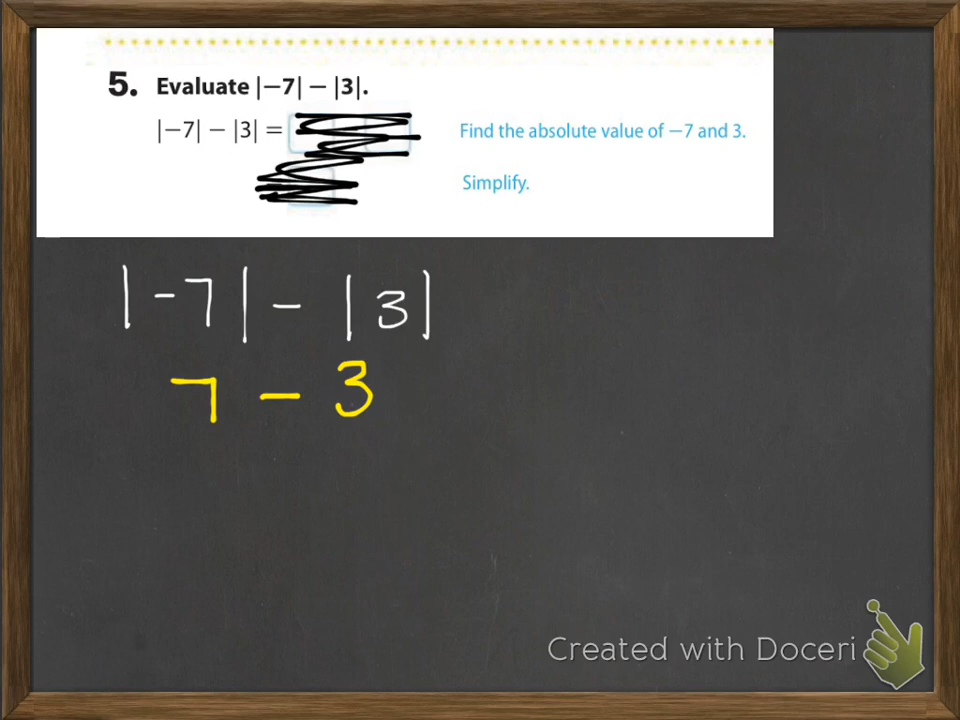 5. Evaluate |−7| − |3|.
|−7| − |3| =
Find the absolute value of −7 and 3.
Simplify.
|-7| - |3|
7 - 3
Created with Doceri